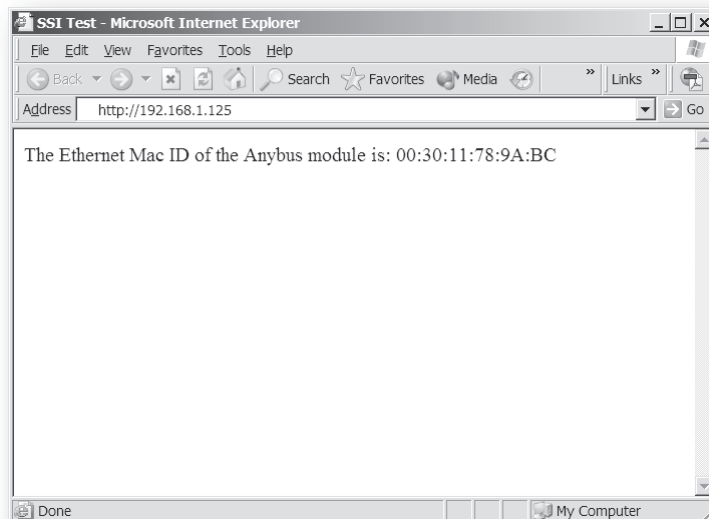 SSI Test - Microsoft Internet Explorer
File Edit View Favorites Tools Help
Back Search Favorites Media » Links »
Address http://192.168.1.125 Go
The Ethernet Mac ID of the Anybus module is: 00:30:11:78:9A:BC
Done My Computer